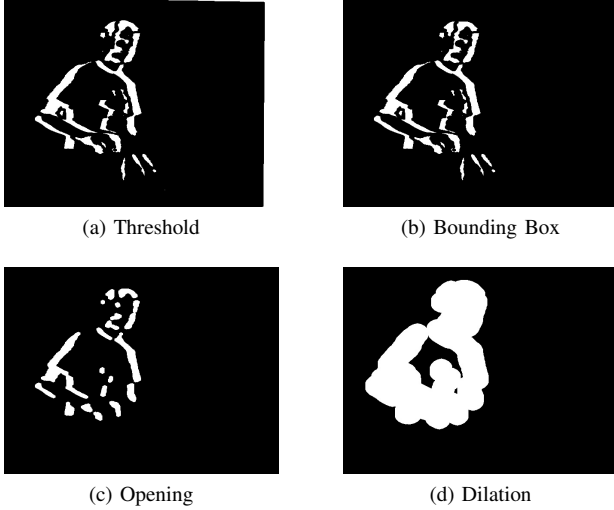 (a) Threshold
(b) Bounding Box
(c) Opening
(d) Dilation